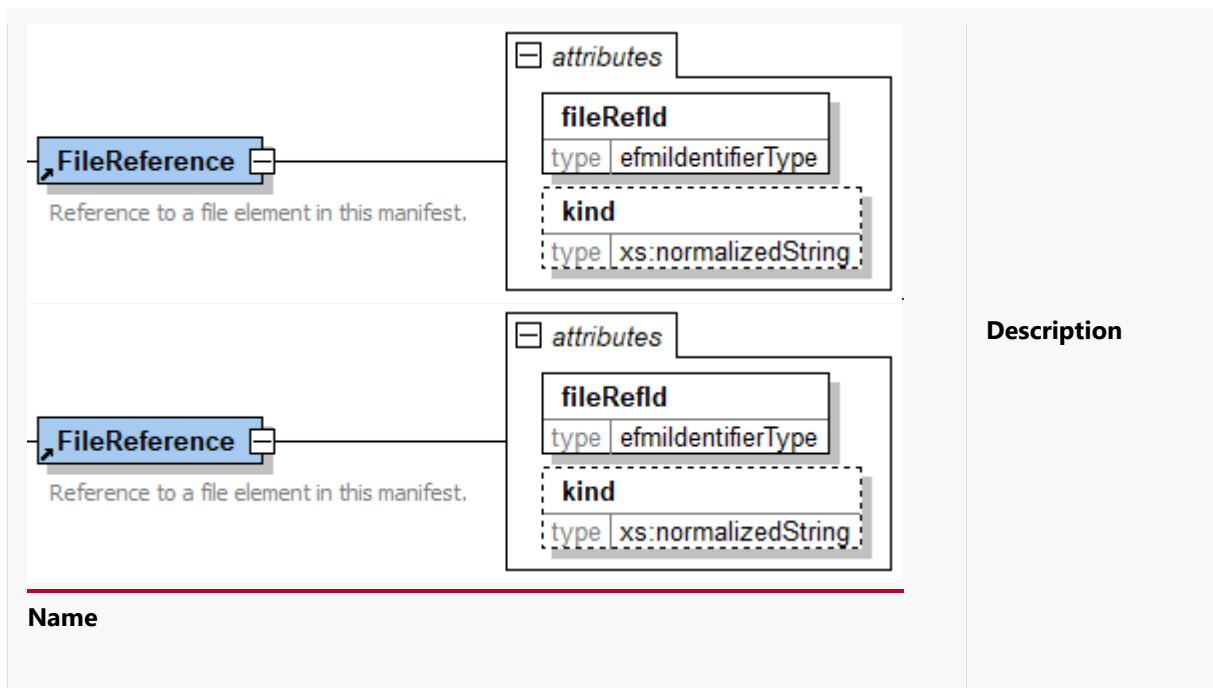 attributes
fileRefId
type efmiIdentifierType
FileReference
Reference to a file element in this manifest.
kind
type xs:normalizedString
attributes
fileRefId
type efmiIdentifierType
FileReference
Reference to a file element in this manifest.
kind
type xs:normalizedString
Name
Description